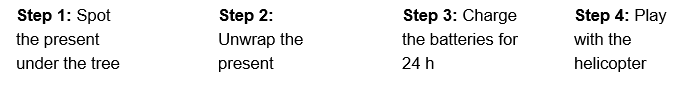 Step 1: Spot
the present
under the tree
Step 2:
Unwrap the
present
Step 3: Charge
the batteries for
24 h
Step 4: Play
with the
helicopter